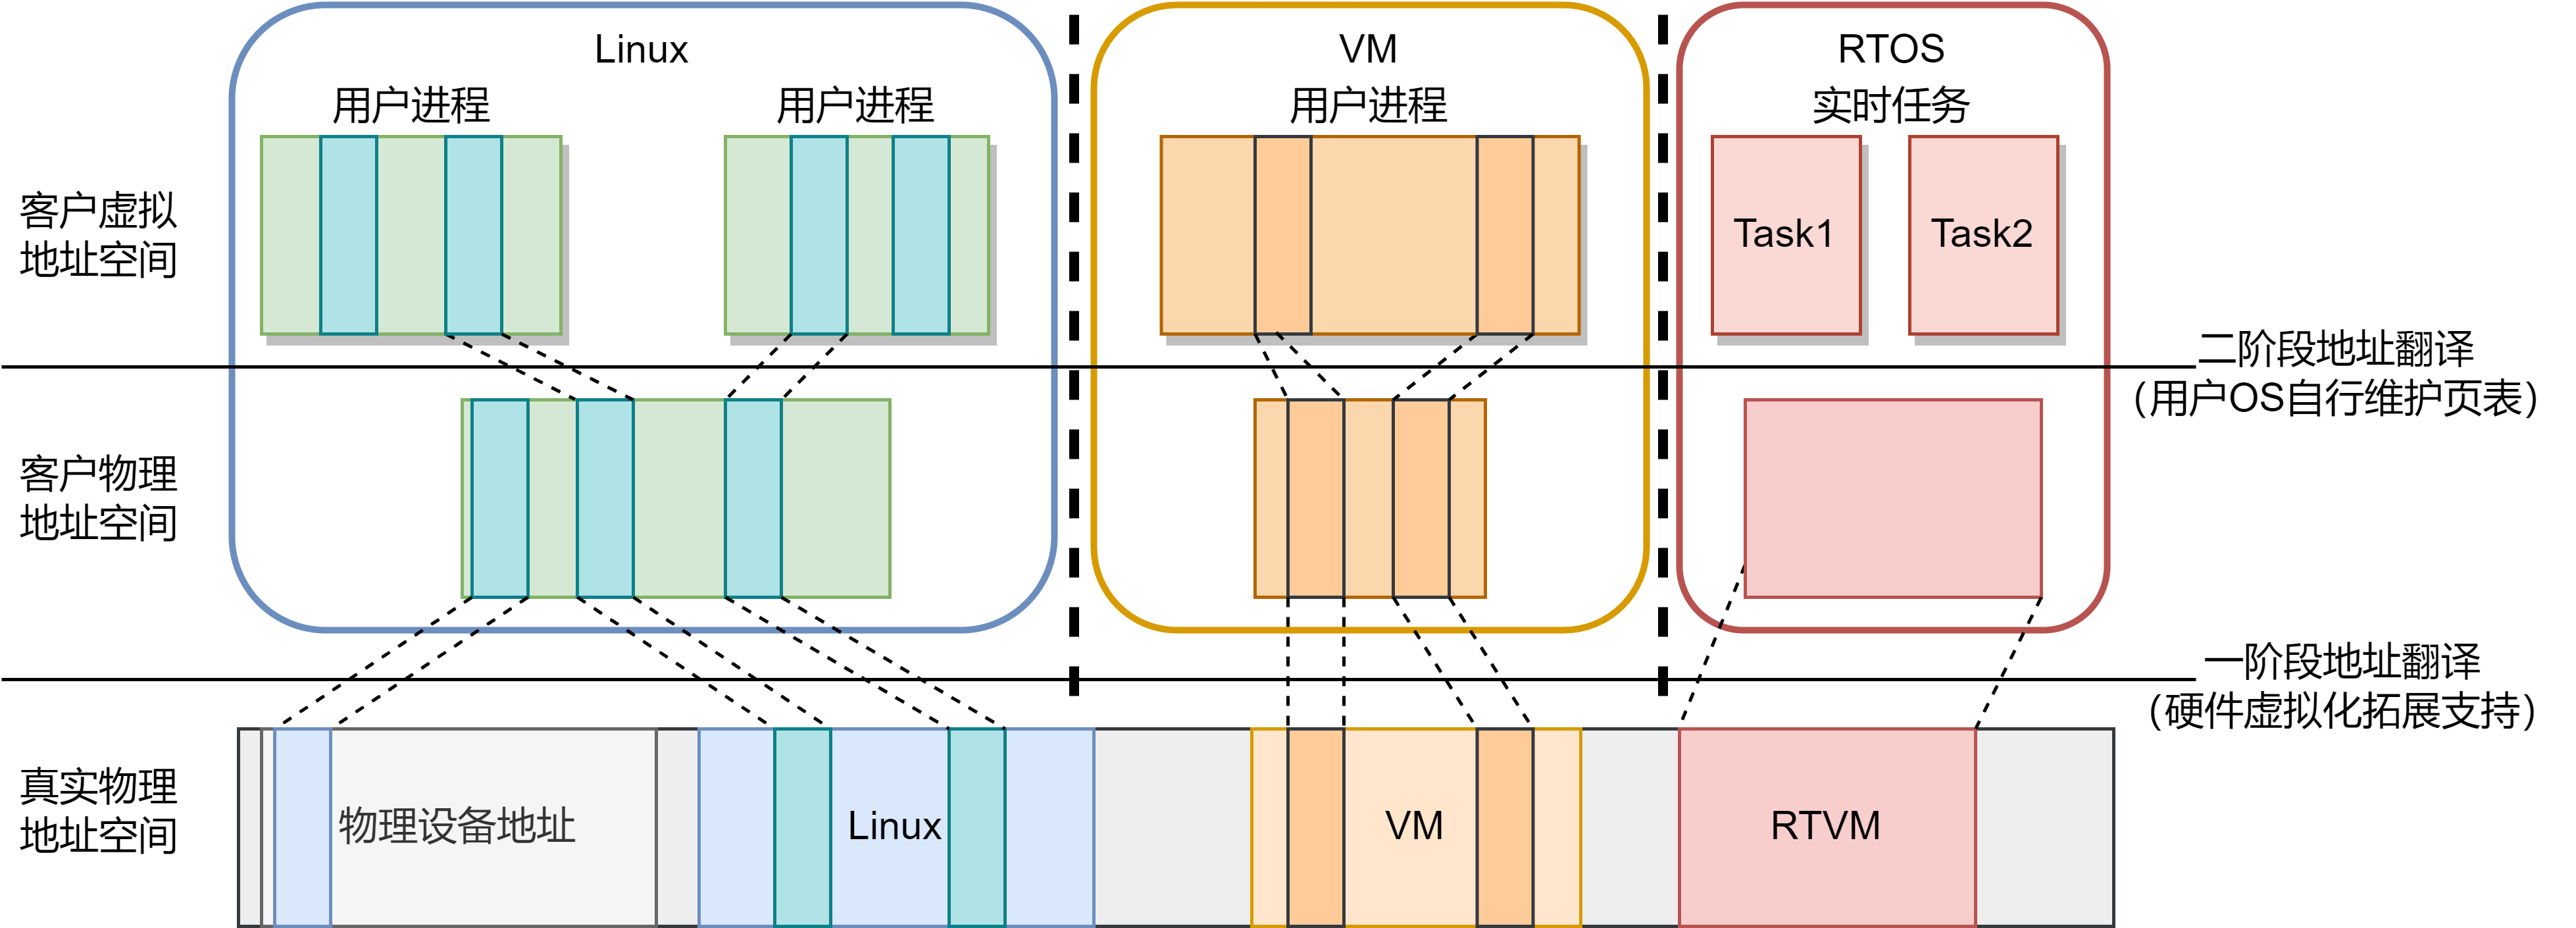 Linux
VM
RTOS
用户进程
用户进程
用户进程
实时任务
客户虚拟
地址空间
Task1
Task2
二阶段地址翻译
（用户OS自行维护页表）
客户物理
地址空间
一阶段地址翻译
（硬件虚拟化拓展支持）
真实物理
地址空间
物理设备地址
Linux
VM
RTVM